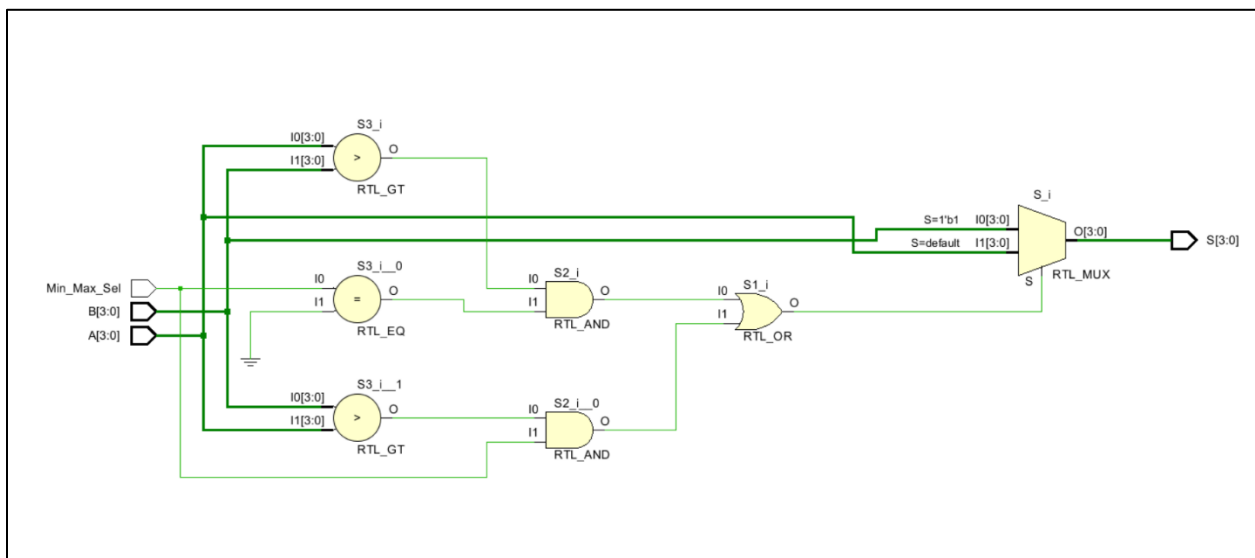 S3_i
I0[3:0]
O
I1[3:0]
>
RTL_GT
S_i
S=1'b1
I0[3:0]
O[3:0]
S[3:0]
S=default
I1[3:0]
S
RTL_MUX
Min_Max_Sel
B[3:0]
A[3:0]
S3_i__0
I0
O
I1
=
RTL_EQ
S2_i
I0
O
I1
RTL_AND
S1_i
I0
O
I1
RTL_OR
S3_i__1
I0[3:0]
O
I1[3:0]
>
RTL_GT
S2_i__0
I0
O
I1
RTL_AND